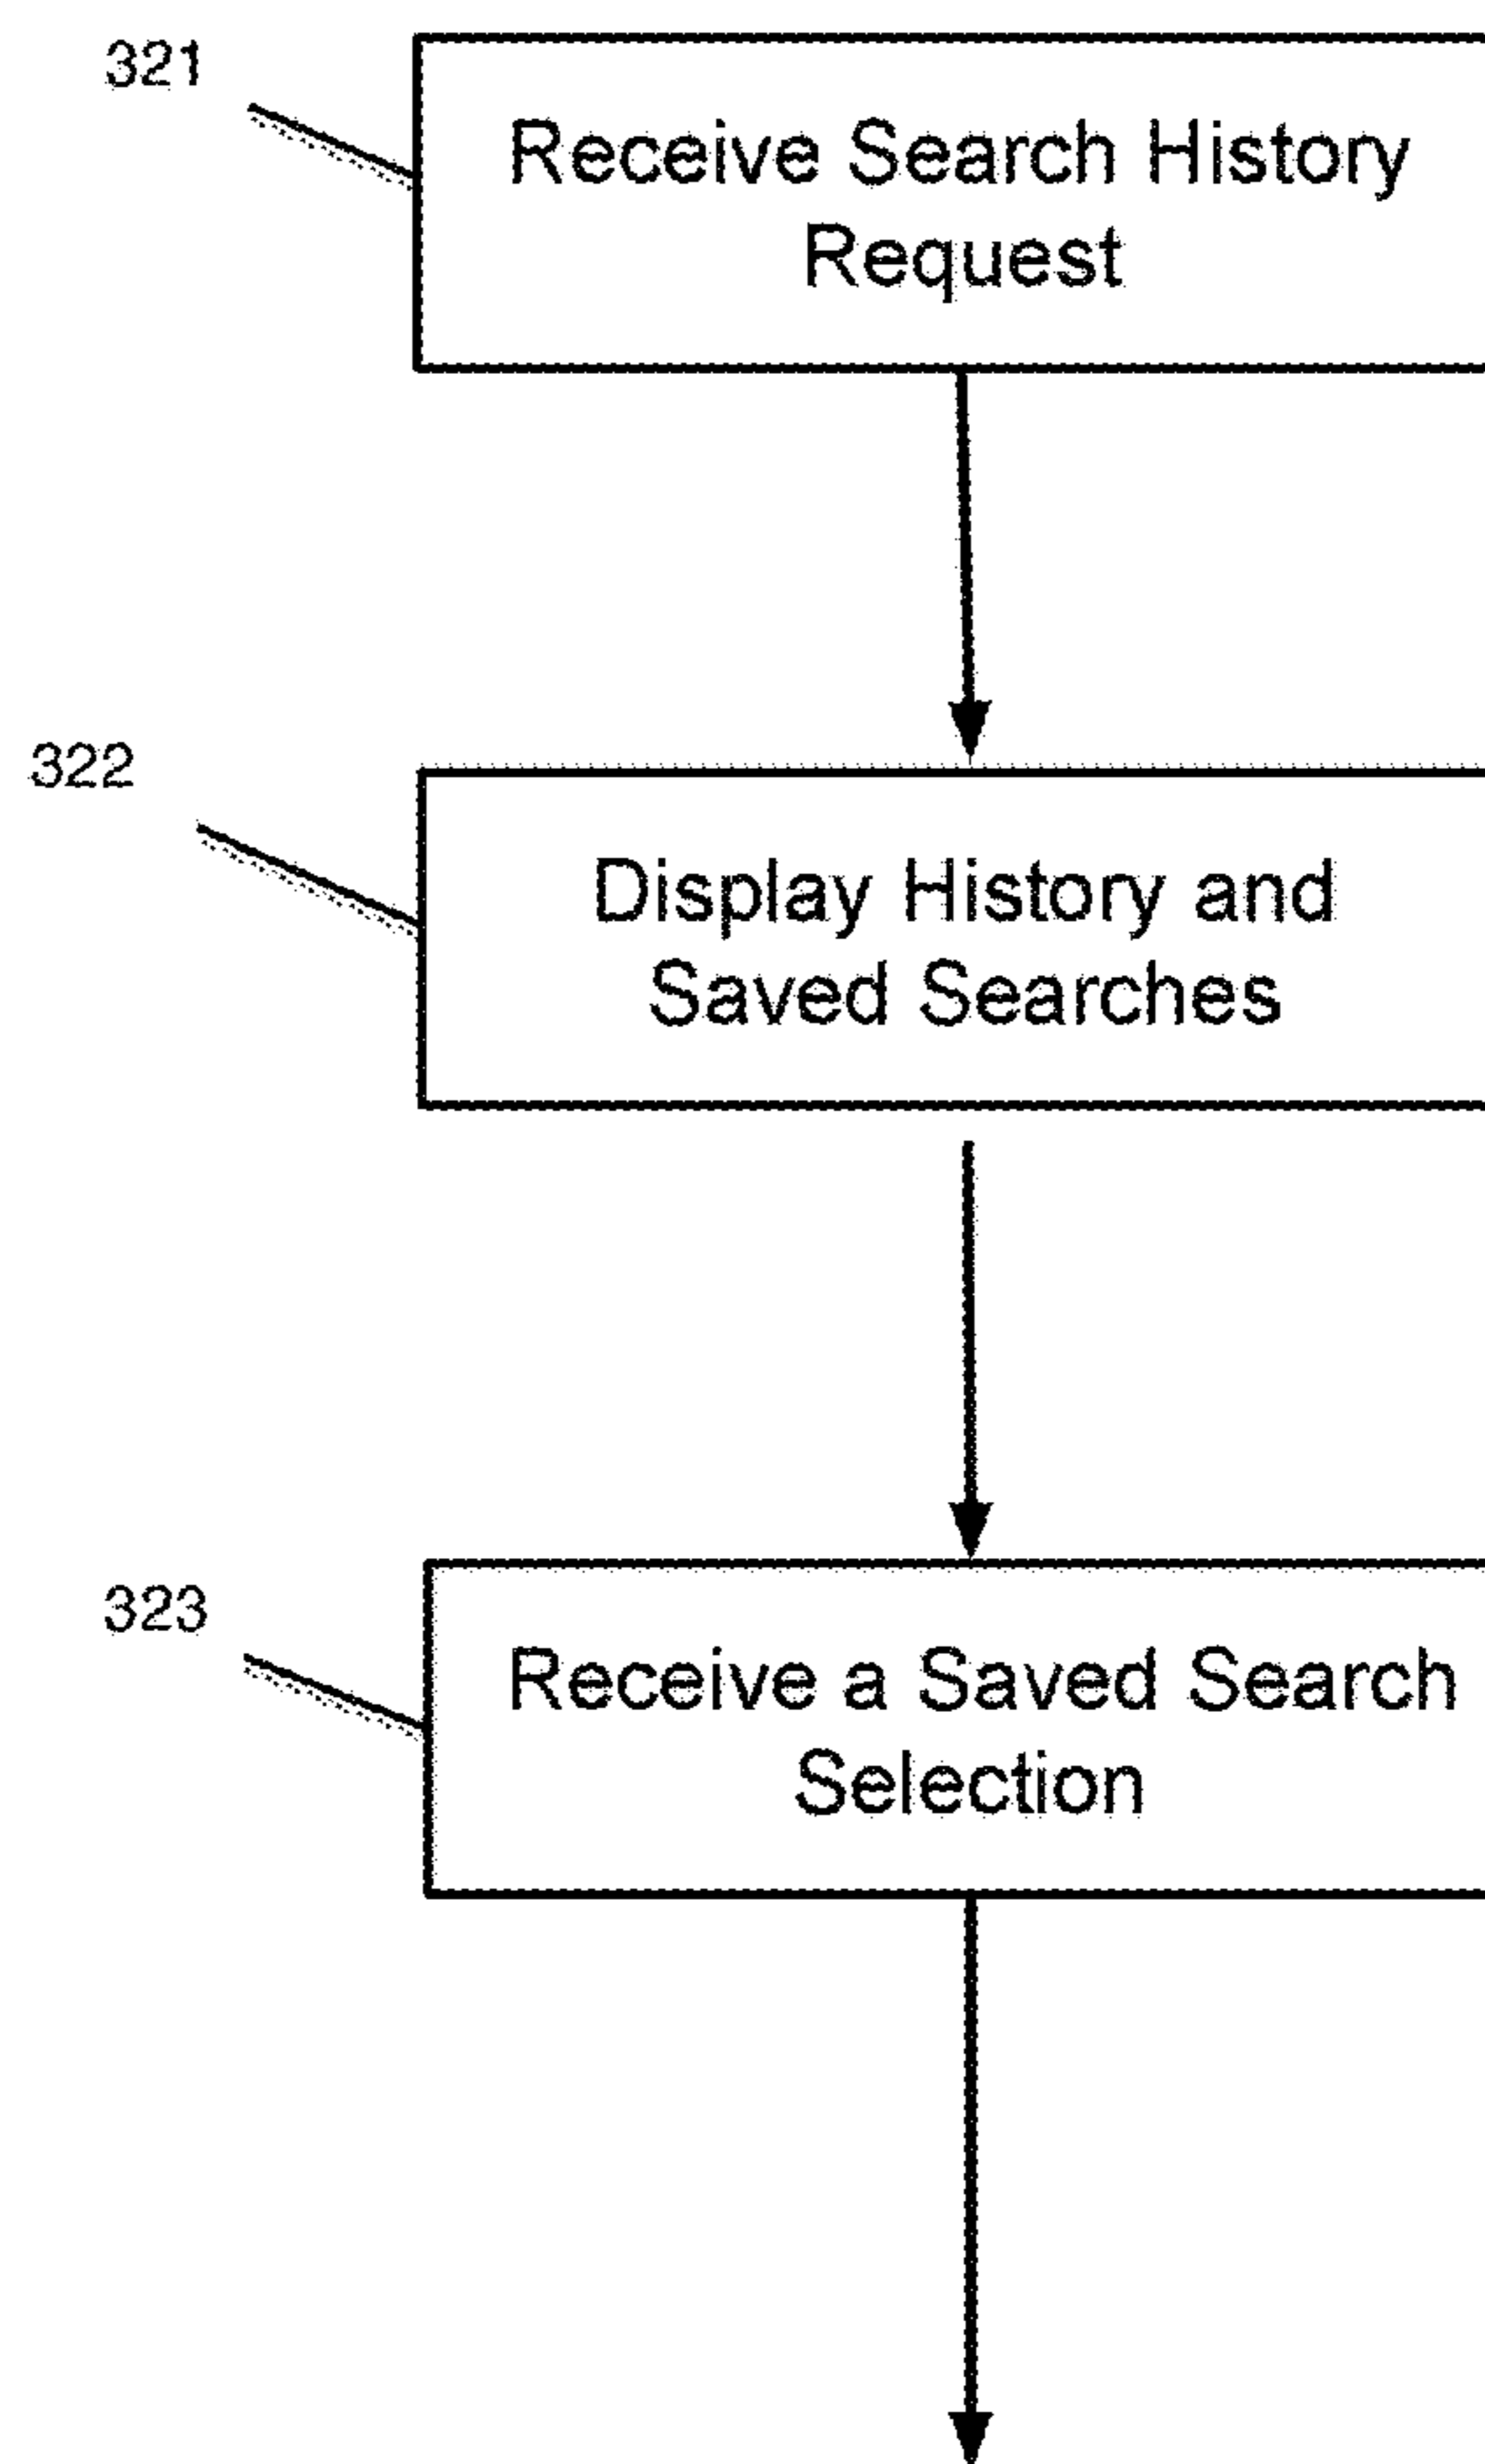 321
Receive Search History
Request
322
Display History and
Saved Searches
323
Receive a Saved Search
Selection